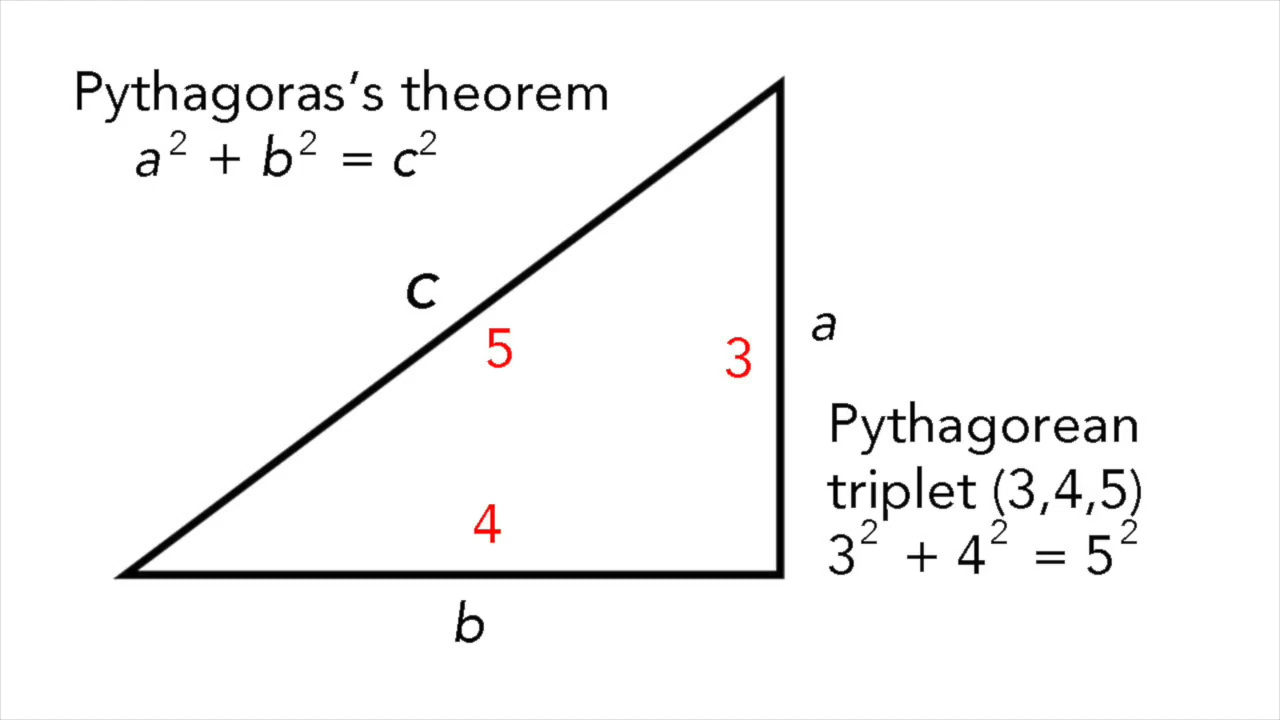 Pythagoras's theorem
a² + b² = c²
c
5
3
a
Pythagorean
triplet (3,4,5)
3² + 4² = 5²
4
b